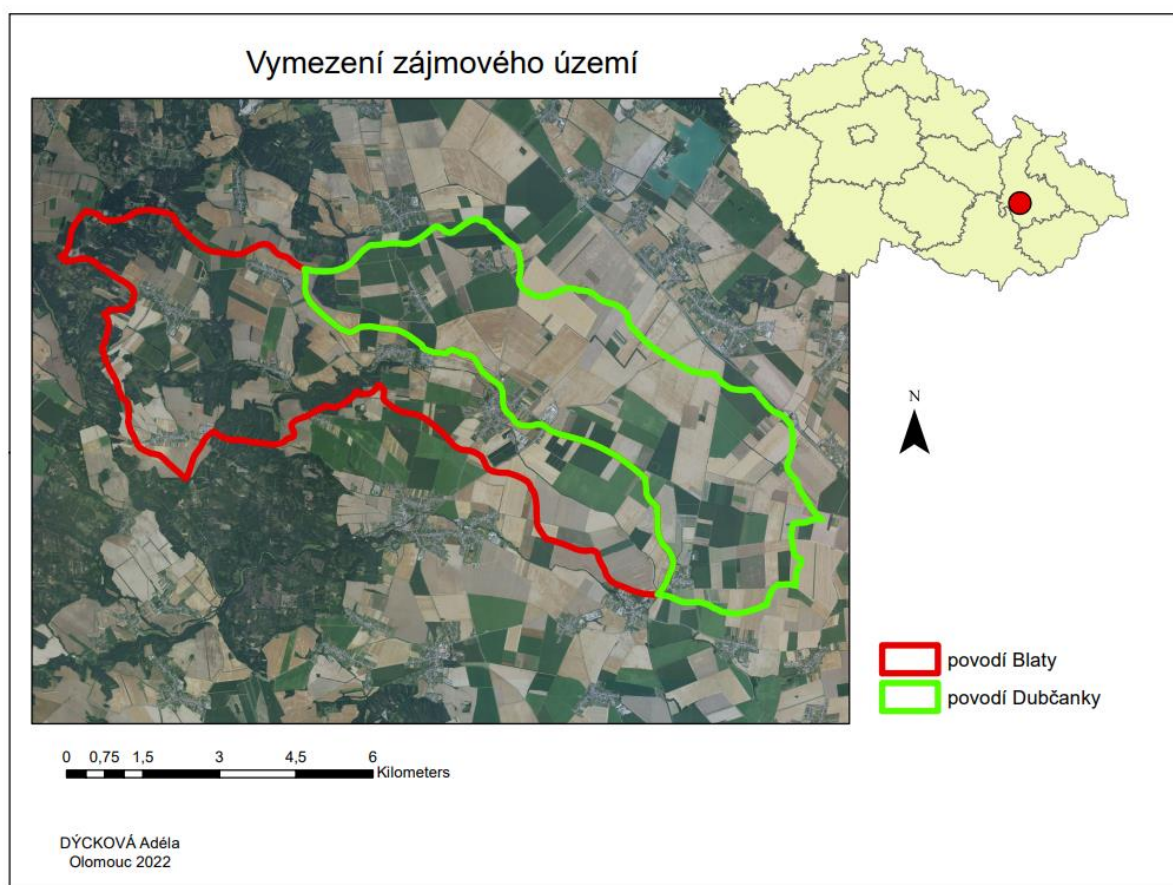 Vymezení zájmového území
N
povodí Blaty
povodí Dubčanky
0 0,75 1,5 3 4,5 6
Kilometers
DÝCKOVÁ Adéla
Olomouc 2022